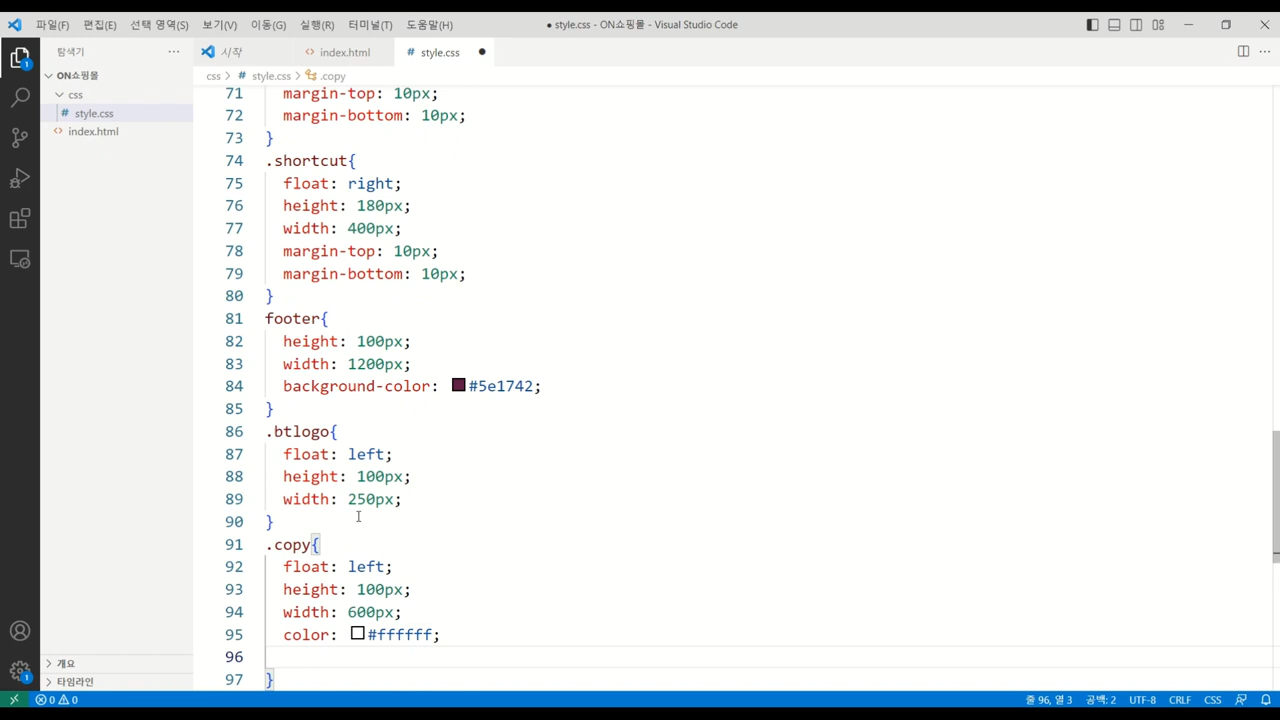 파일(F) 편집(E) 선택 영역(S) 보기(V) 이동(G) 실행(R) 터미널(T) 도움말(H) ● style.css - ON쇼핑몰 - Visual Studio Code
탐색기 ···
시작 index.html # style.css ●
css > # style.css > .copy
ON쇼핑몰
css
# style.css
index.html
71 margin-top: 10px;
72 margin-bottom: 10px;
73 }
74 .shortcut{
75 float: right;
76 height: 180px;
77 width: 400px;
78 margin-top: 10px;
79 margin-bottom: 10px;
80 }
81 footer{
82 height: 100px;
83 width: 1200px;
84 background-color: #5e1742;
85 }
86 .btlogo{
87 float: left;
88 height: 100px;
89 width: 250px;
90 }
91 .copy{
92 float: left;
93 height: 100px;
94 width: 600px;
95 color: #ffffff;
96
97 }
개요
타임라인
1
1
0 0 줄 96, 열 3 공백: 2 UTF-8 CRLF CSS